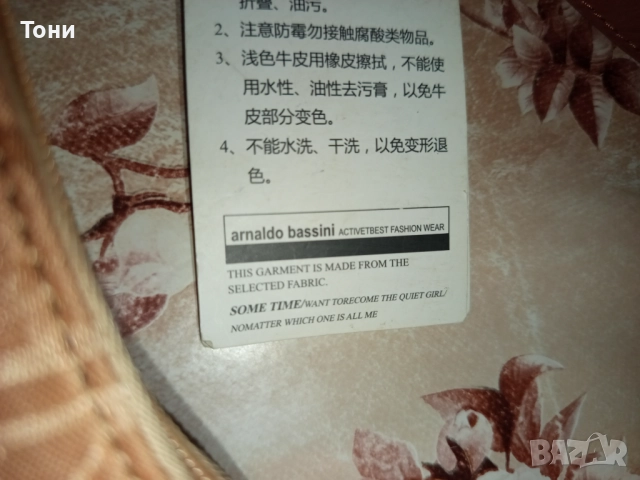 Тони
折叠、油污。
2、注意防霉勿接触腐酸类物品。
3、浅色牛皮用橡皮擦拭，不能使
用水性、油性去污膏，以免牛
皮部分变色。
4、不能水洗、干洗，以免变形退
色。
arnaldo bassini ACTIVETBEST FASHION WEAR
THIS GARMENT IS MADE FROM THE
SELECTED FABRIC.
SOME TIME/WANT TORECOME THE QUIET GIRL/
NOMATTER WHICH ONE IS ALL ME
BAZAR